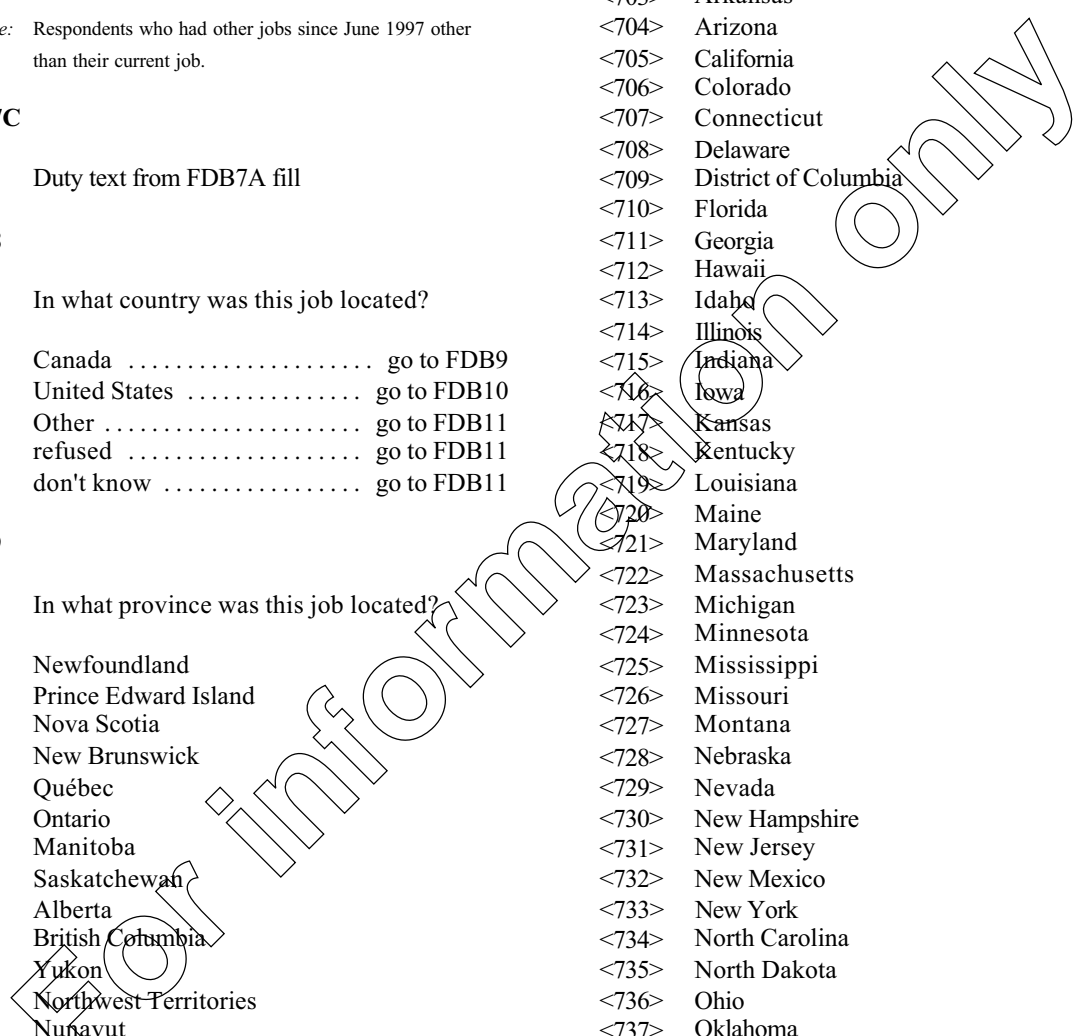 e: Respondents who had other jobs since June 1997 other
than their current job.
7C
Duty text from FDB7A fill
In what country was this job located?
Canada ..................... go to FDB9
United States ............... go to FDB10
Other ...................... go to FDB11
refused .................... go to FDB11
don't know ................. go to FDB11
In what province was this job located?
Newfoundland
Prince Edward Island
Nova Scotia
New Brunswick
Québec
Ontario
Manitoba
Saskatchewan
Alberta
British Columbia
Yukon
Northwest Territories
Nunavut
<703> Arkansas
<704> Arizona
<705> California
<706> Colorado
<707> Connecticut
<708> Delaware
<709> District of Columbia
<710> Florida
<711> Georgia
<712> Hawaii
<713> Idaho
<714> Illinois
<715> Indiana
<716> Iowa
<717> Kansas
<718> Kentucky
<719> Louisiana
<720> Maine
<721> Maryland
<722> Massachusetts
<723> Michigan
<724> Minnesota
<725> Mississippi
<726> Missouri
<727> Montana
<728> Nebraska
<729> Nevada
<730> New Hampshire
<731> New Jersey
<732> New Mexico
<733> New York
<734> North Carolina
<735> North Dakota
<736> Ohio
<737> Oklahoma
For information only